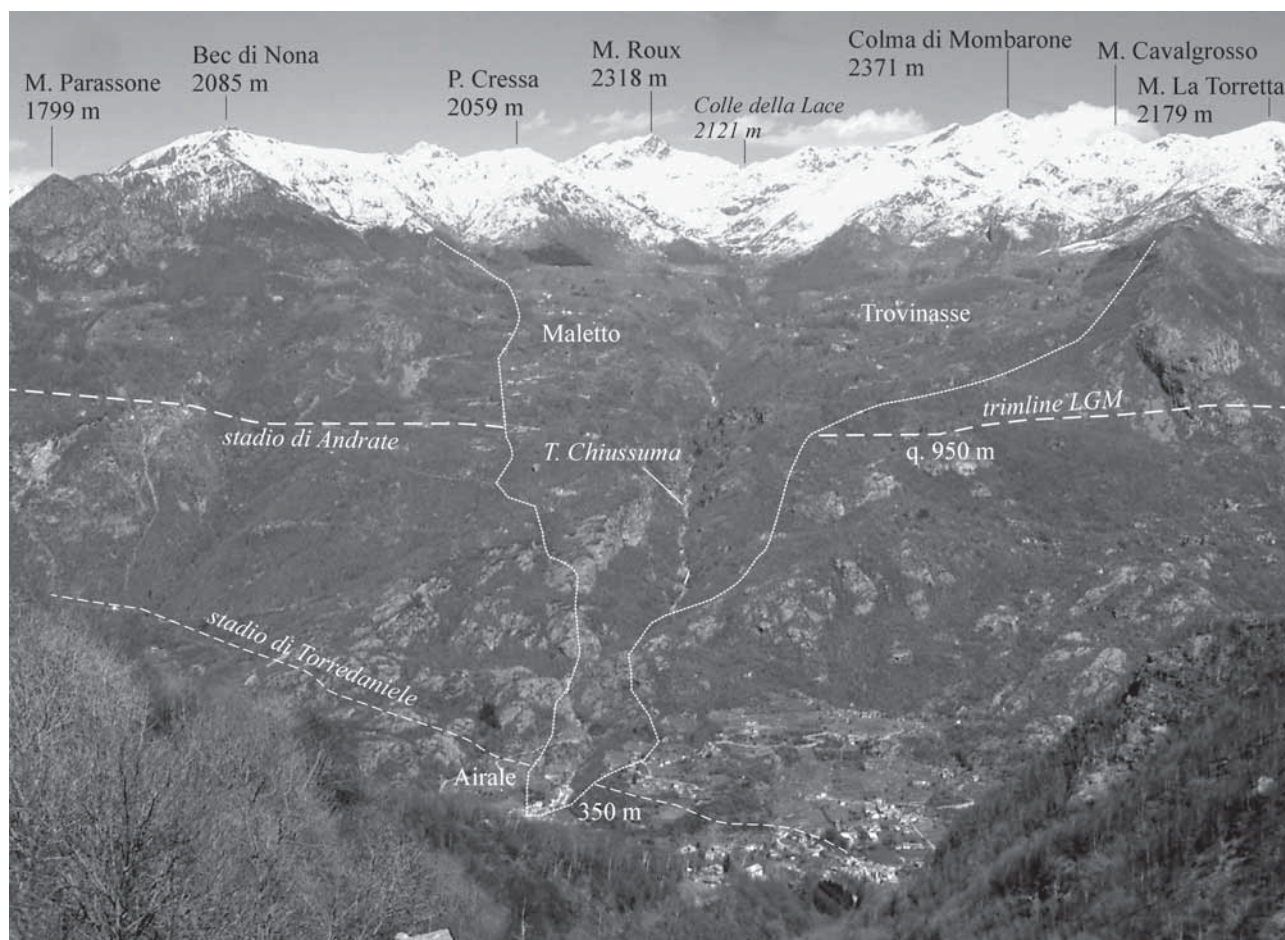 M. Parassone
1799 m
Bec di Nona
2085 m
P. Cressa
2059 m
M. Roux
2318 m
Colle della Lace
2121 m
Colma di Mombarone
2371 m
M. Cavalgrosso
M. La Torretta
2179 m
Maletto
Trovinasse
stadio di Andrate
trimline LGM
T. Chiussuma
q. 950 m
stadio di Torredaniele
Airale
350 m